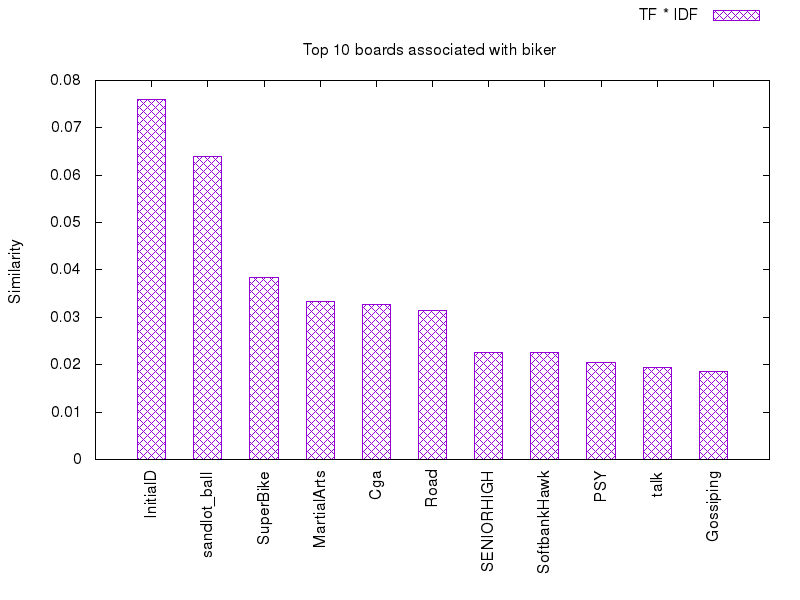 TF * IDF
Top 10 boards associated with biker
Similarity
0.08
0.07
0.06
0.05
0.04
0.03
0.02
0.01
0
InitialD
sandlot_ball
SuperBike
MartialArts
Cga
Road
SENIORHIGH
SoftbankHawk
PSY
talk
Gossiping